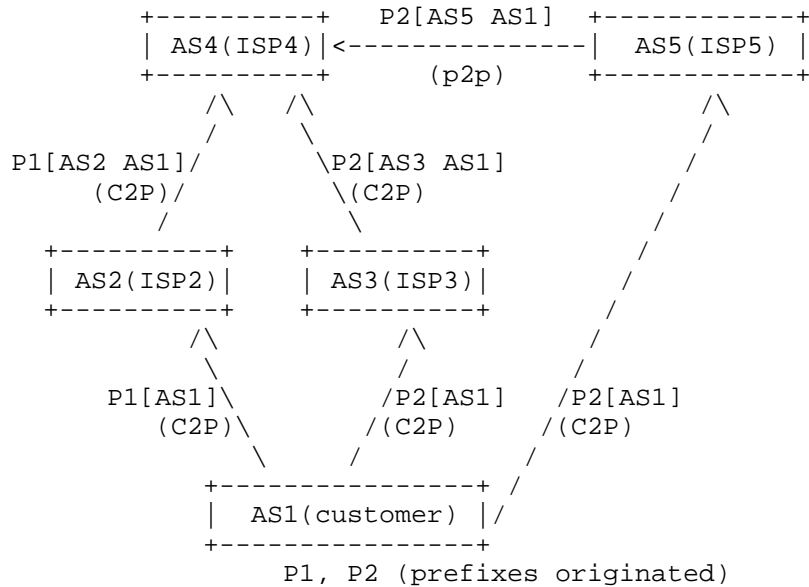 P2[AS5 AS1]
AS4(ISP4)
AS5(ISP5)
(p2p)
P1[AS2 AS1]
P2[AS3 AS1]
(C2P)
(C2P)
AS2(ISP2)
AS3(ISP3)
P1[AS1]
P2[AS1]
P2[AS1]
(C2P)
(C2P)
(C2P)
AS1(customer)
P1, P2 (prefixes originated)